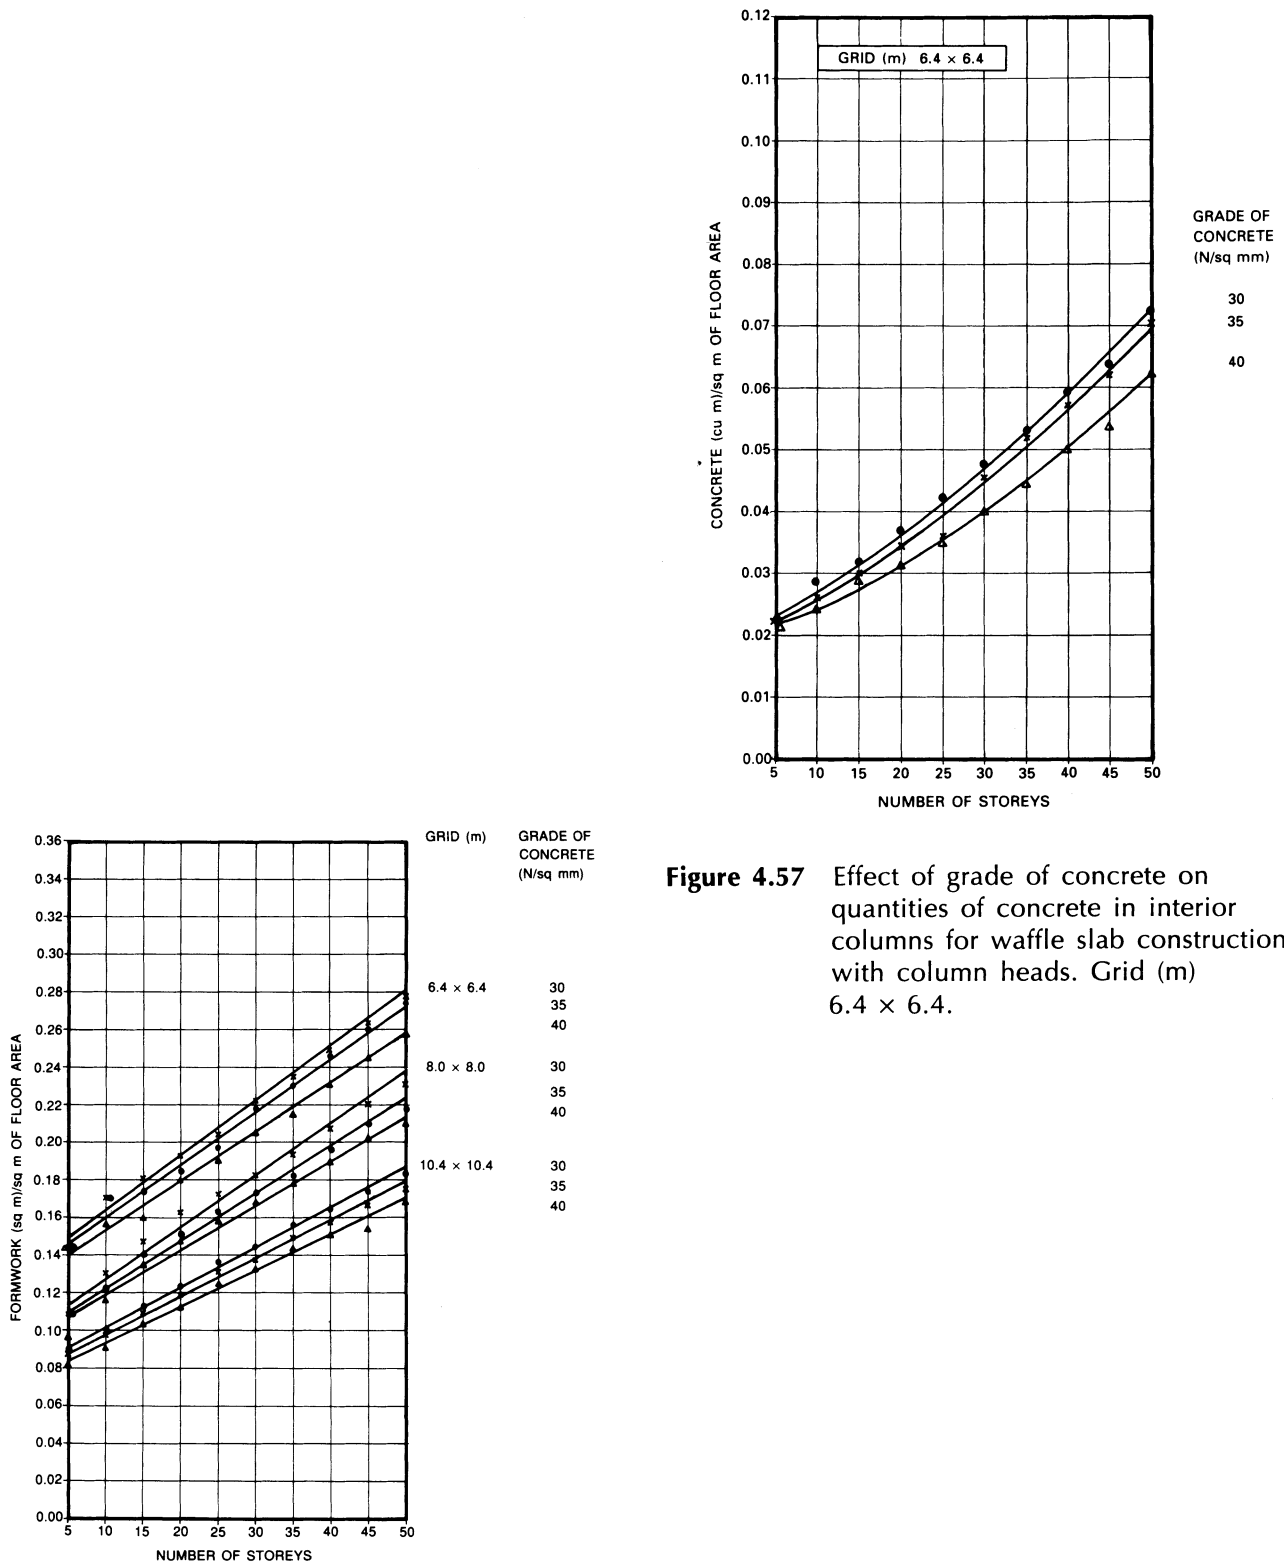 0.12
GRID (m) 6.4 × 6.4
0.11
0.10
0.09
0.08
0.07
0.06
0.05
0.04
0.03
0.02
0.01
0.00
CONCRETE (cu m)/sq m OF FLOOR AREA
5 10 15 20 25 30 35 40 45 50
NUMBER OF STOREYS
GRADE OF
CONCRETE
(N/sq mm)
30
35
40
Figure 4.57 Effect of grade of concrete on
quantities of concrete in interior
columns for waffle slab construction
with column heads. Grid (m)
6.4 × 6.4.
0.36
0.34
0.32
0.30
0.28
0.26
0.24
0.22
0.20
0.18
0.16
0.14
0.12
0.10
0.08
0.06
0.04
0.02
0.00
FORMWORK (sq m)/sq m OF FLOOR AREA
5 10 15 20 25 30 35 40 45 50
NUMBER OF STOREYS
GRID (m) GRADE OF
CONCRETE
(N/sq mm)
6.4 × 6.4 30
35
40
8.0 × 8.0 30
35
40
10.4 × 10.4 30
35
40